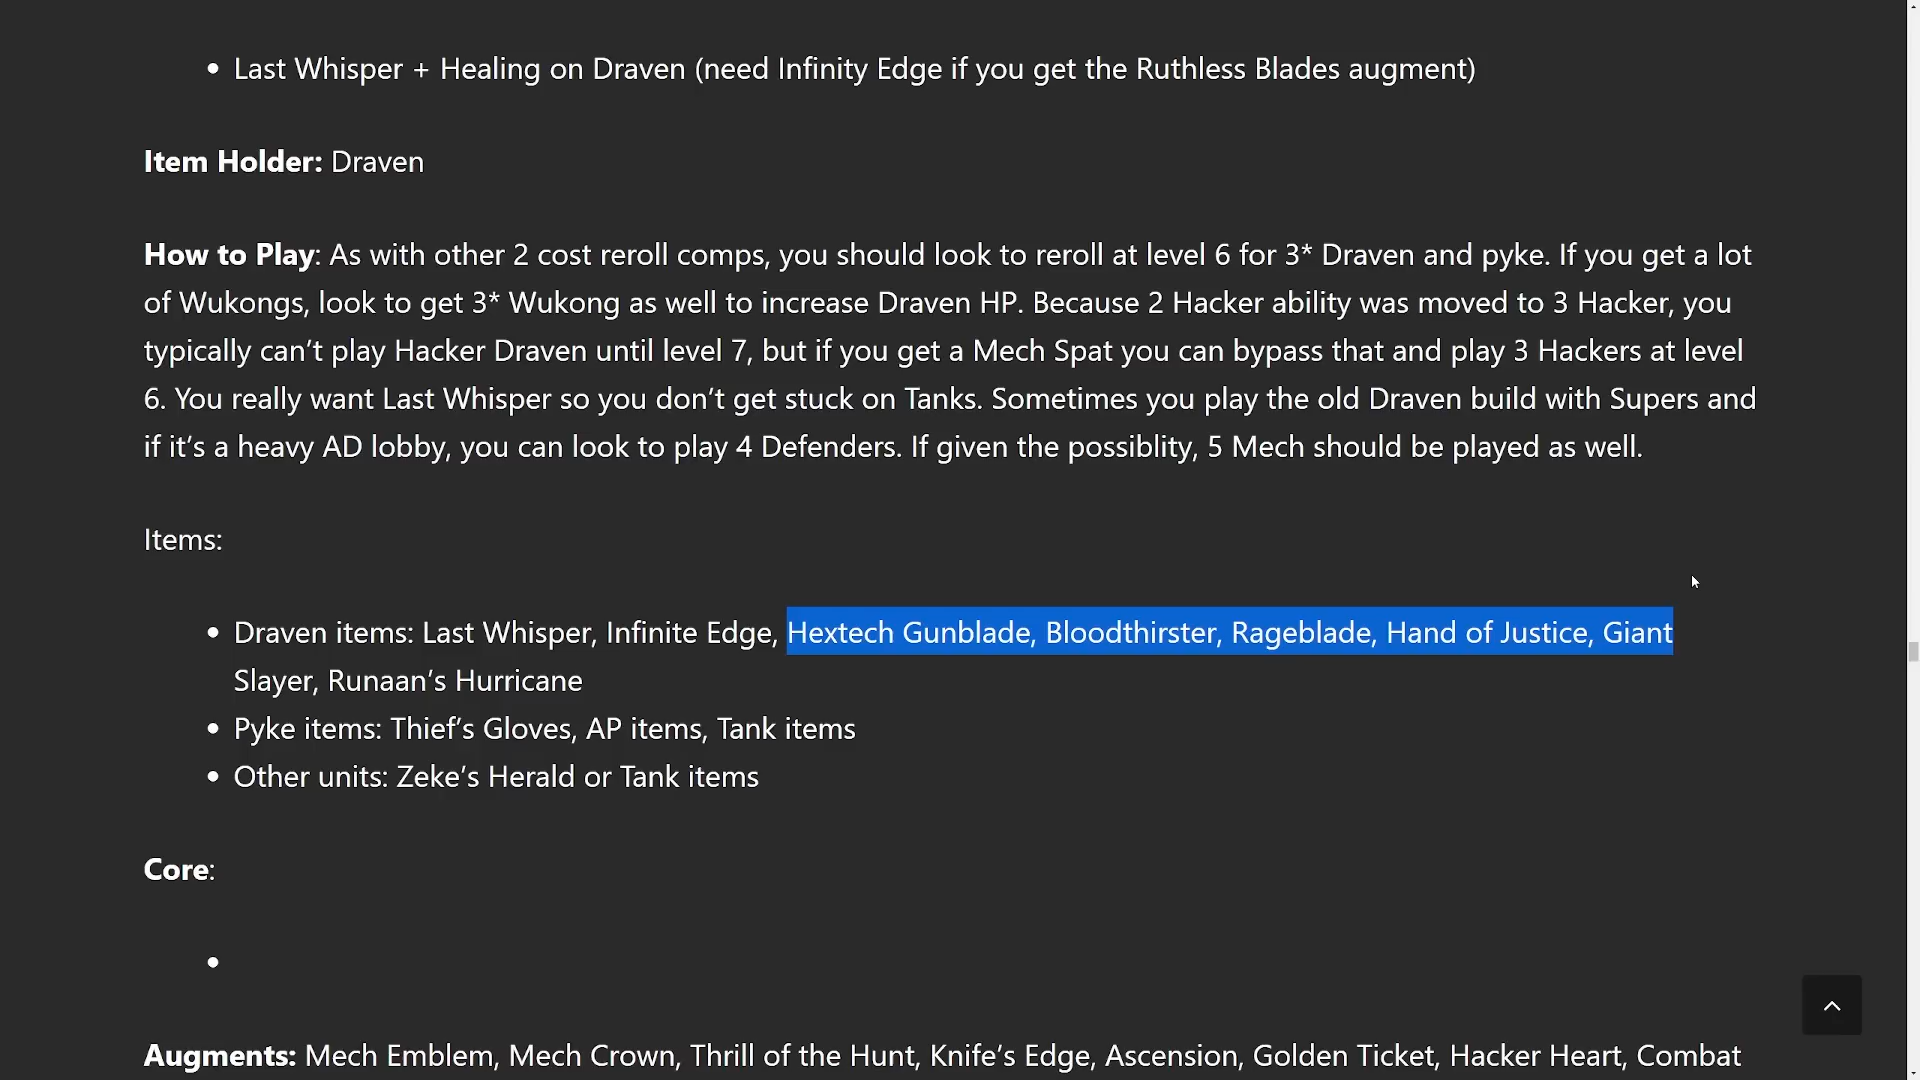 • Last Whisper + Healing on Draven (need Infinity Edge if you get the Ruthless Blades augment)
Item Holder: Draven
How to Play: As with other 2 cost reroll comps, you should look to reroll at level 6 for 3* Draven and pyke. If you get a lot
of Wukongs, look to get 3* Wukong as well to increase Draven HP. Because 2 Hacker ability was moved to 3 Hacker, you
typically can’t play Hacker Draven until level 7, but if you get a Mech Spat you can bypass that and play 3 Hackers at level
6. You really want Last Whisper so you don’t get stuck on Tanks. Sometimes you play the old Draven build with Supers and
if it’s a heavy AD lobby, you can look to play 4 Defenders. If given the possiblity, 5 Mech should be played as well.
Items:
• Draven items: Last Whisper, Infinite Edge, Hextech Gunblade, Bloodthirster, Rageblade, Hand of Justice, Giant
Slayer, Runaan’s Hurricane
• Pyke items: Thief’s Gloves, AP items, Tank items
• Other units: Zeke’s Herald or Tank items
Core:
•
Augments: Mech Emblem, Mech Crown, Thrill of the Hunt, Knife’s Edge, Ascension, Golden Ticket, Hacker Heart, Combat